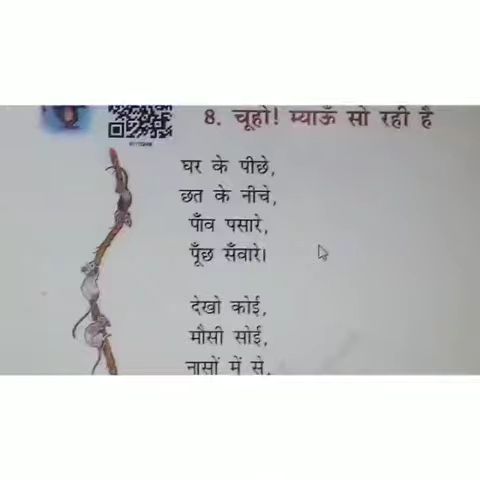 8. चूहो! म्याऊँ सो रही है
घर के पीछे,
छत के नीचे,
पाँव पसारे,
पूँछ सँवारे।
देखो कोई,
मौसी सोई,
नासों में से,